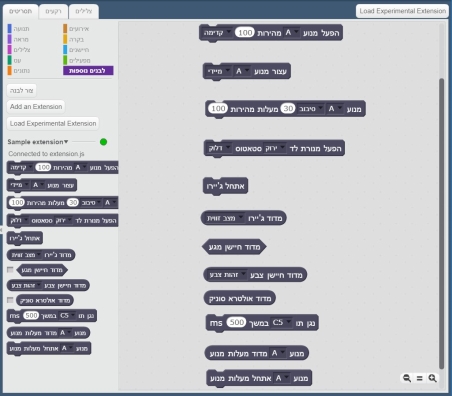 תסריטים רקעים צלילים
Load Experimental Extension
תנועה אירועים
מראה בקרה
צלילים חיישנים
עט מפעילים
נתונים לבנים נוספות
צור לבנה
Add an Extension
Load Experimental Extension
Sample extension
Connected to extension.js
הפעל מנוע A מהירות 100 קדימה
עצור מנוע A מיידי
מנוע A סיבוב 30 מעלות מהירות 100
הפעל מנורת לד ירוק סטאטוס דלוק
אתחל ג'יירו
מדוד ג'יירו מצב זווית
מדוד חיישן מגע
מדוד חיישן צבע זהות צבע
מדוד אולטרא סוניק
נגן תו C5 במשך 500 ms
מנוע A מדוד מעלות מנוע
מנוע A אתחל מעלות מנוע
הפעל מנוע A מהירות 100 קדימה
עצור מנוע A מיידי
מנוע A סיבוב 30 מעלות מהירות 100
הפעל מנורת לד ירוק סטאטוס דלוק
אתחל ג'יירו
מדוד ג'יירו מצב זווית
מדוד חיישן מגע
מדוד חיישן צבע זהות צבע
מדוד אולטרא סוניק
נגן תו C5 במשך 500 ms
מנוע A מדוד מעלות מנוע
מנוע A אתחל מעלות מנוע